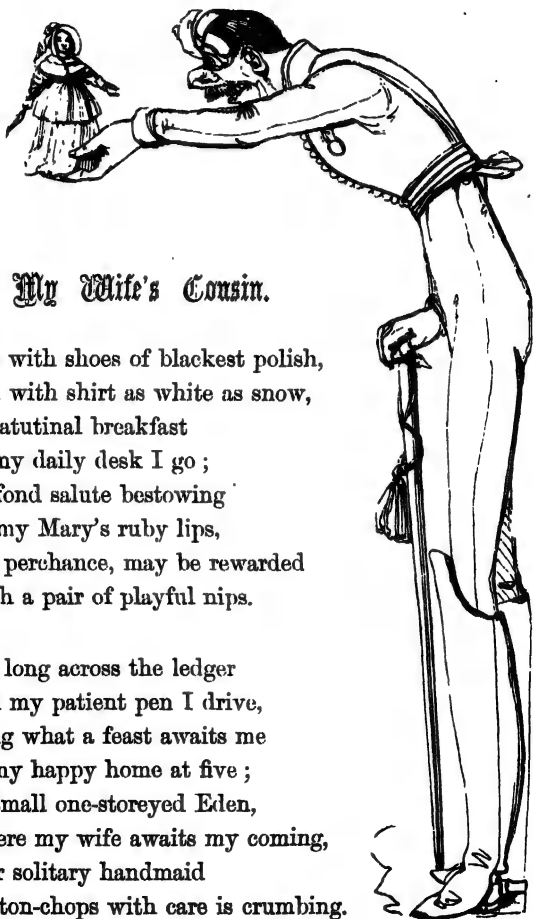 My Wife's Cousin.
with shoes of blackest polish,
with shirt as white as snow,
atutinal breakfast
my daily desk I go ;
fond salute bestowing
my Mary's ruby lips,
perchance, may be rewarded
h a pair of playful nips.
long across the ledger
my patient pen I drive,
g what a feast awaits me
my happy home at five ;
small one-storeyed Eden,
ere my wife awaits my coming,
r solitary handmaid
ton-chops with care is crumbing.